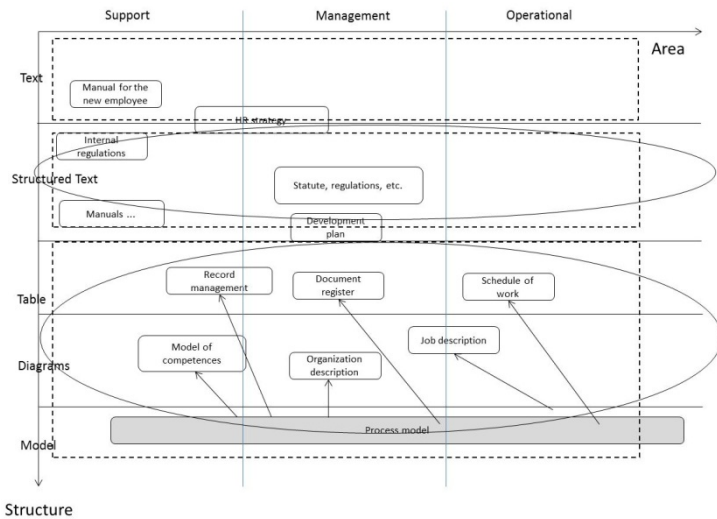 Support
Management
Operational
Area
Text
Manual for the
new employee
HR strategy
Internal
regulations
Structured Text
Statute, regulations, etc.
Manuals ...
Development
plan
Record
management
Document
register
Schedule of
work
Table
Model of
competences
Organization
description
Job description
Diagrams
Process model
Model
Structure